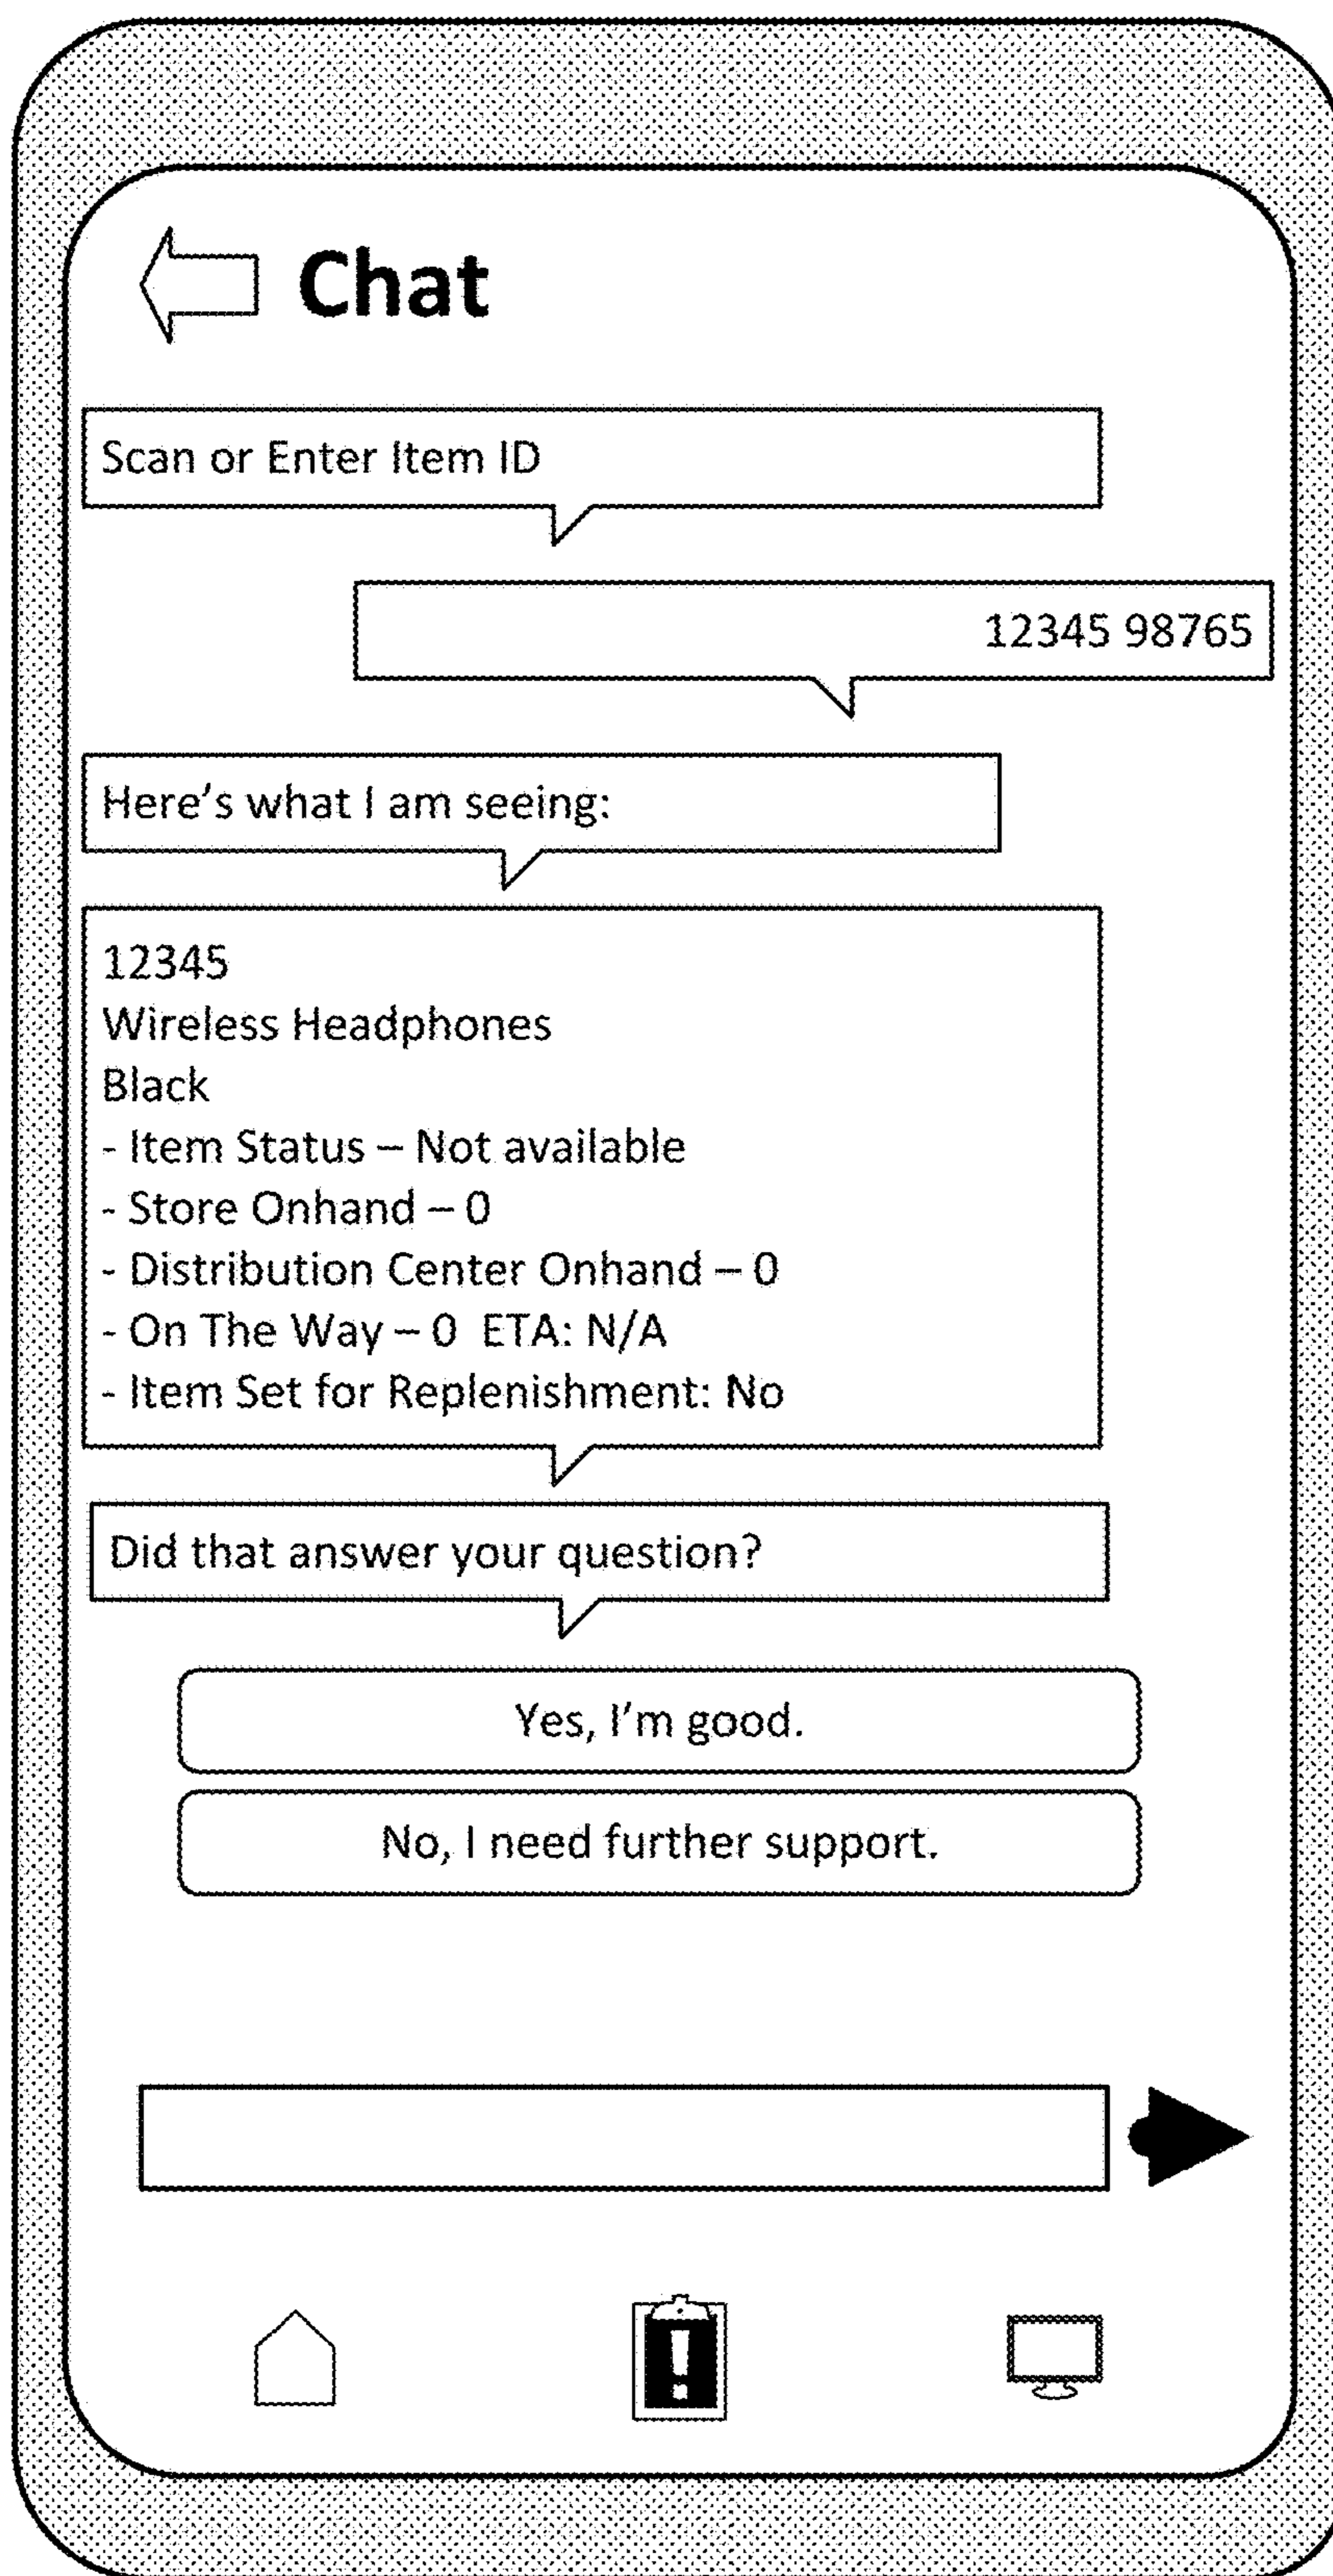 Chat
Scan or Enter Item ID
12345 98765
Here's what I am seeing:
12345
Wireless Headphones
Black
- Item Status – Not available
- Store Onhand – 0
- Distribution Center Onhand – 0
- On The Way – 0  ETA: N/A
- Item Set for Replenishment: No
Did that answer your question?
Yes, I'm good.
No, I need further support.
!